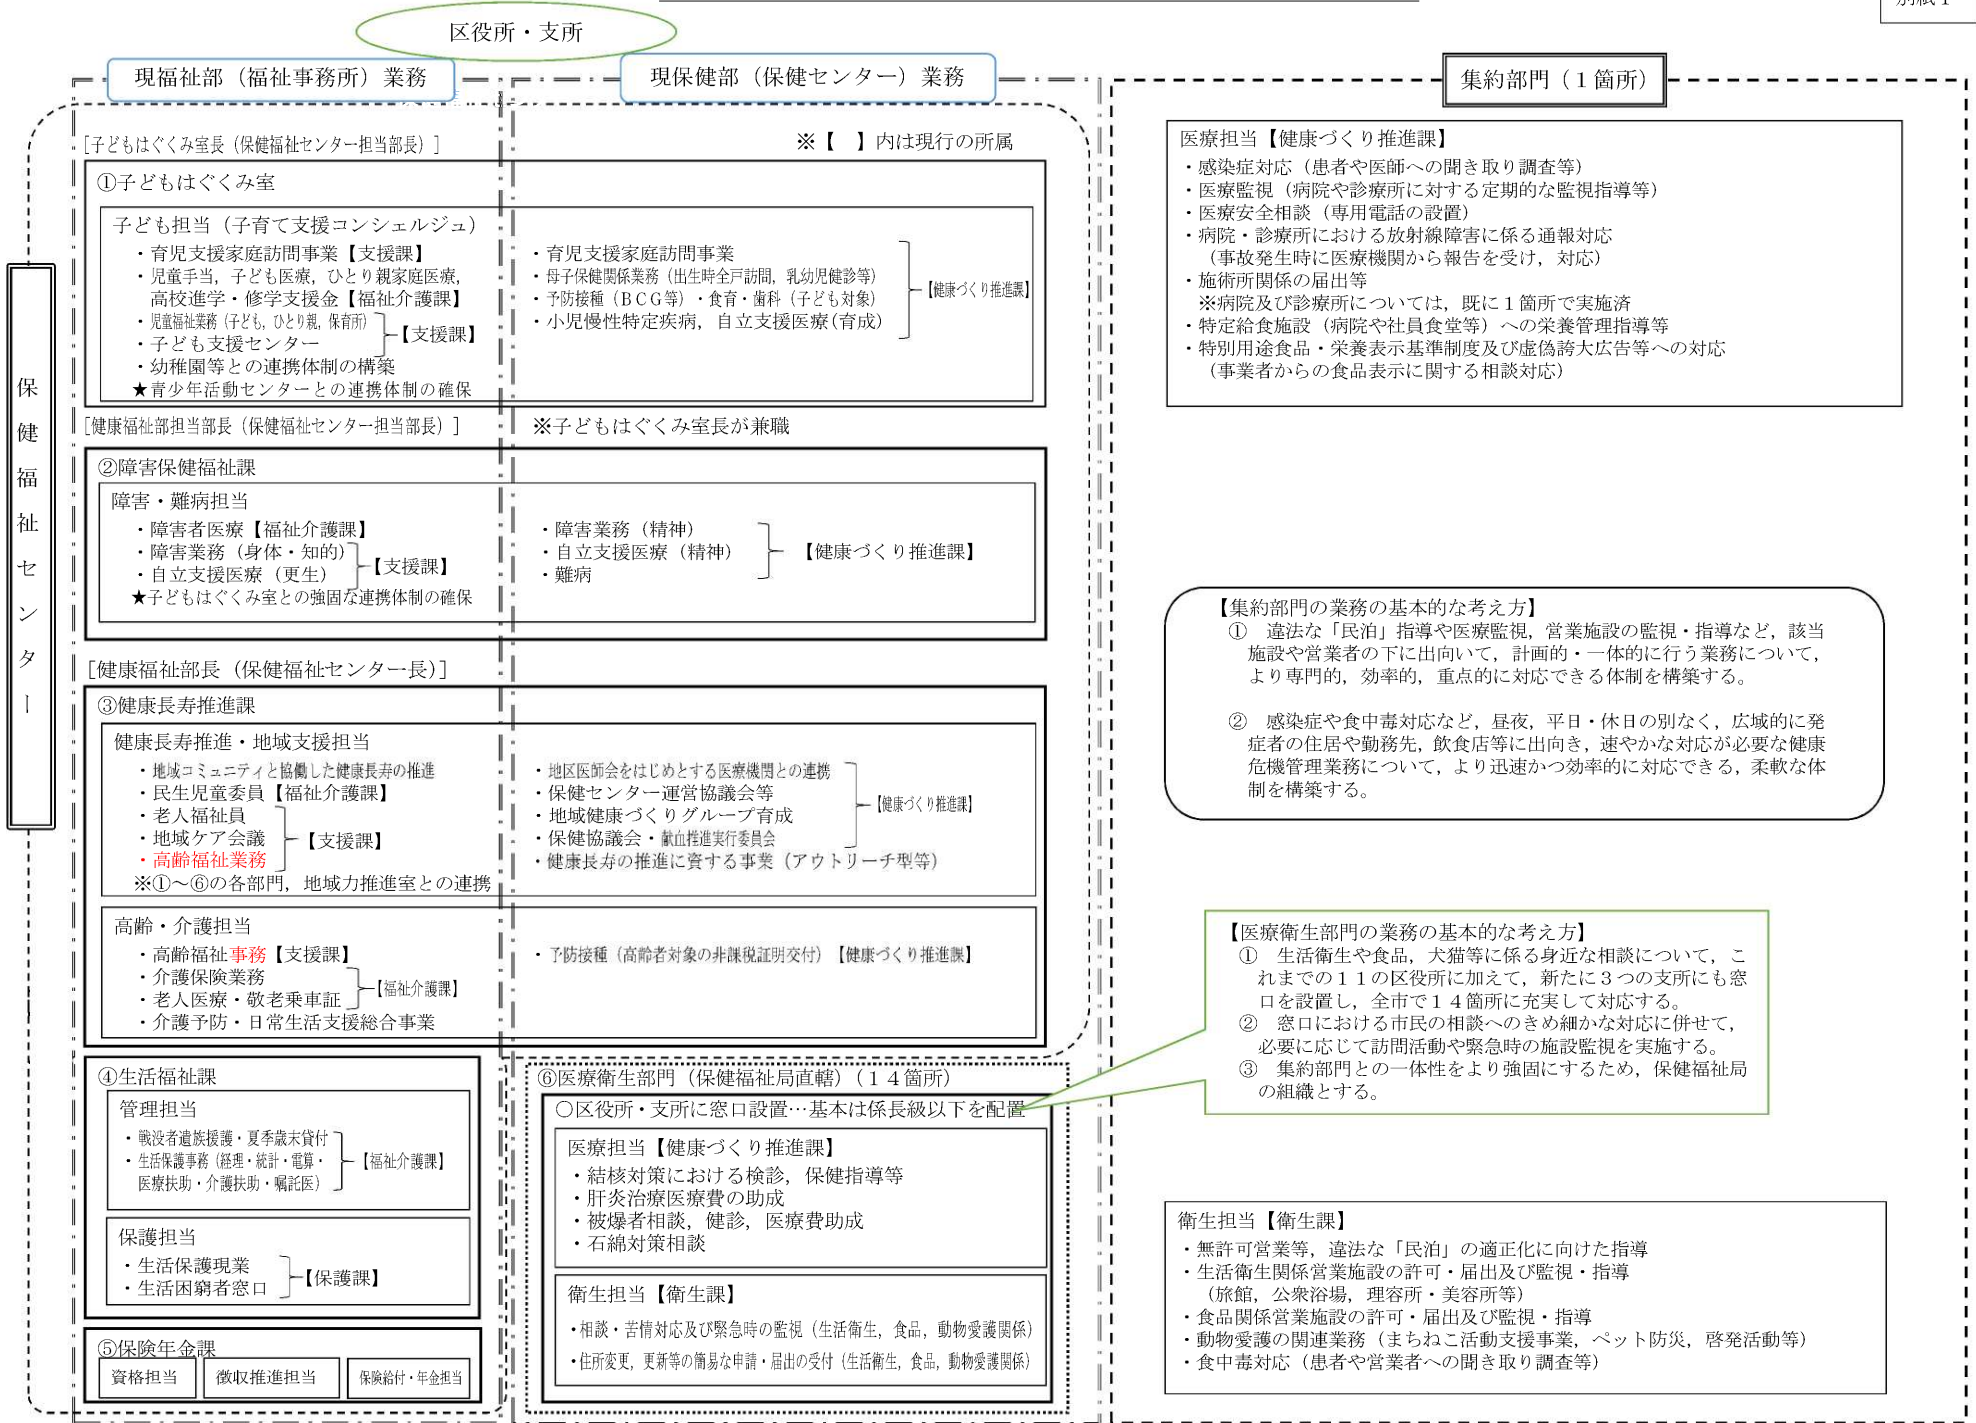 別紙１
区役所・支所
現福祉部（福祉事務所）業務
現保健部（保健センター）業務
集約部門（１箇所）
保健福祉センター
[子どもはぐくみ室長（保健福祉センター担当部長）]
※【　】内は現行の所属
①子どもはぐくみ室
子ども担当（子育て支援コンシェルジュ）
・育児支援家庭訪問事業【支援課】
・児童手当，子ども医療，ひとり親家庭医療，
高校進学・修学支援金【福祉介護課】
・児童福祉業務（子ども，ひとり親，保育所）
・子ども支援センター
【支援課】
・幼稚園等との連携体制の構築
★青少年活動センターとの連携体制の確保
・育児支援家庭訪問事業
・母子保健関係業務（出生時全戸訪問，乳幼児健診等）
・予防接種（ＢＣＧ等）・食育・歯科（子ども対象）
・小児慢性特定疾病，自立支援医療(育成）
【健康づくり推進課】
[健康福祉部担当部長（保健福祉センター担当部長）]
※子どもはぐくみ室長が兼職
②障害保健福祉課
障害・難病担当
・障害者医療【福祉介護課】
・障害業務（身体・知的）
・自立支援医療（更生）
【支援課】
★子どもはぐくみ室との強固な連携体制の確保
・障害業務（精神）
・自立支援医療（精神）
・難病
【健康づくり推進課】
[健康福祉部長（保健福祉センター長）]
③健康長寿推進課
健康長寿推進・地域支援担当
・地域コミュニティと協働した健康長寿の推進
・民生児童委員【福祉介護課】
・老人福祉員
・地域ケア会議
・高齢福祉業務
【支援課】
※①～⑥の各部門，地域力推進室との連携
・地区医師会をはじめとする医療機関との連携
・保健センター運営協議会等
・地域健康づくりグループ育成
・保健協議会・献血推進実行委員会
【健康づくり推進課】
・健康長寿の推進に資する事業（アウトリーチ型等）
高齢・介護担当
・高齢福祉事務【支援課】
・介護保険業務
・老人医療・敬老乗車証
【福祉介護課】
・介護予防・日常生活支援総合事業
・予防接種（高齢者対象の非課税証明交付）【健康づくり推進課】
④生活福祉課
管理担当
・戦没者遺族援護・夏季歳末貸付
・生活保護事務（経理・統計・電算・
医療扶助・介護扶助・嘱託医）
【福祉介護課】
保護担当
・生活保護現業
・生活困窮者窓口
【保護課】
⑤保険年金課
資格担当
徴収推進担当
保険給付・年金担当
⑥医療衛生部門（保健福祉局直轄）（１４箇所）
○区役所・支所に窓口設置…基本は係長級以下を配置
医療担当【健康づくり推進課】
・結核対策における検診，保健指導等
・肝炎治療医療費の助成
・被爆者相談，健診，医療費助成
・石綿対策相談
衛生担当【衛生課】
・相談・苦情対応及び緊急時の監視（生活衛生，食品，動物愛護関係）
・住所変更，更新等の簡易な申請・届出の受付（生活衛生，食品，動物愛護関係）
医療担当【健康づくり推進課】
・感染症対応（患者や医師への聞き取り調査等）
・医療監視（病院や診療所に対する定期的な監視指導等）
・医療安全相談（専用電話の設置）
・病院・診療所における放射線障害に係る通報対応
（事故発生時に医療機関から報告を受け，対応）
・施術所関係の届出等
※病院及び診療所については，既に１箇所で実施済
・特定給食施設（病院や社員食堂等）への栄養管理指導等
・特別用途食品・栄養表示基準制度及び虚偽誇大広告等への対応
（事業者からの食品表示に関する相談対応）
【集約部門の業務の基本的な考え方】
①　違法な「民泊」指導や医療監視，営業施設の監視・指導など，該当
施設や営業者の下に出向いて，計画的・一体的に行う業務について，
より専門的，効率的，重点的に対応できる体制を構築する。
②　感染症や食中毒対応など，昼夜，平日・休日の別なく，広域的に発
症者の住居や勤務先，飲食店等に出向き，速やかな対応が必要な健康
危機管理業務について，より迅速かつ効率的に対応できる，柔軟な体
制を構築する。
【医療衛生部門の業務の基本的な考え方】
①　生活衛生や食品，犬猫等に係る身近な相談について，こ
れまでの１１の区役所に加えて，新たに３つの支所にも窓
口を設置し，全市で１４箇所に充実して対応する。
②　窓口における市民の相談へのきめ細かな対応に併せて，
必要に応じて訪問活動や緊急時の施設監視を実施する。
③　集約部門との一体性をより強固にするため，保健福祉局
の組織とする。
衛生担当【衛生課】
・無許可営業等，違法な「民泊」の適正化に向けた指導
・生活衛生関係営業施設の許可・届出及び監視・指導
（旅館，公衆浴場，理容所・美容所等）
・食品関係営業施設の許可・届出及び監視・指導
・動物愛護の関連業務（まちねこ活動支援事業，ペット防災，啓発活動等）
・食中毒対応（患者や営業者への聞き取り調査等）